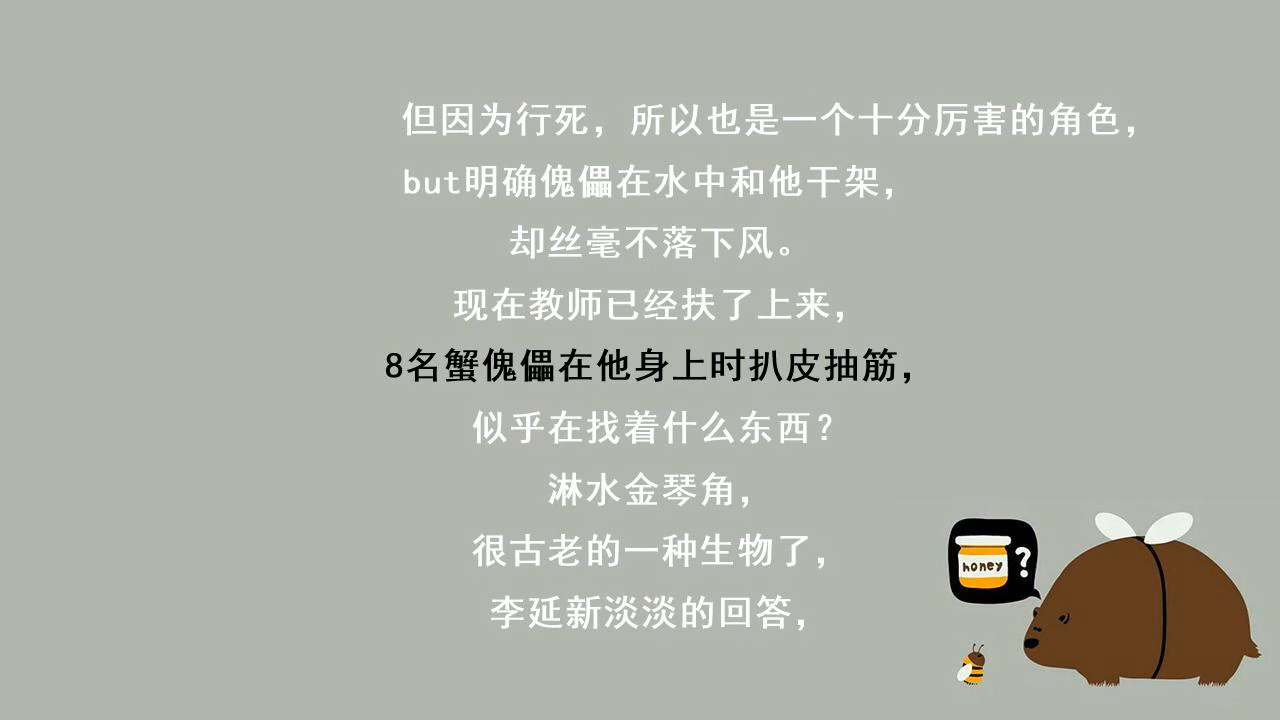 但因为行死，所以也是一个十分厉害的角色，
but明确傀儡在水中和他干架，
却丝毫不落下风。
现在教师已经扶了上来，
8名蟹傀儡在他身上时扒皮抽筋，
似乎在找着什么东西？
淋水金琴角，
很古老的一种生物了，
李延新淡淡的回答，
honey?